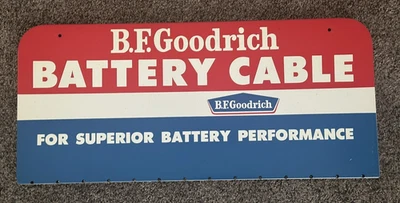 B.F.Goodrich
BATTERY CABLE
B.F.Goodrich
FOR SUPERIOR BATTERY PERFORMANCE